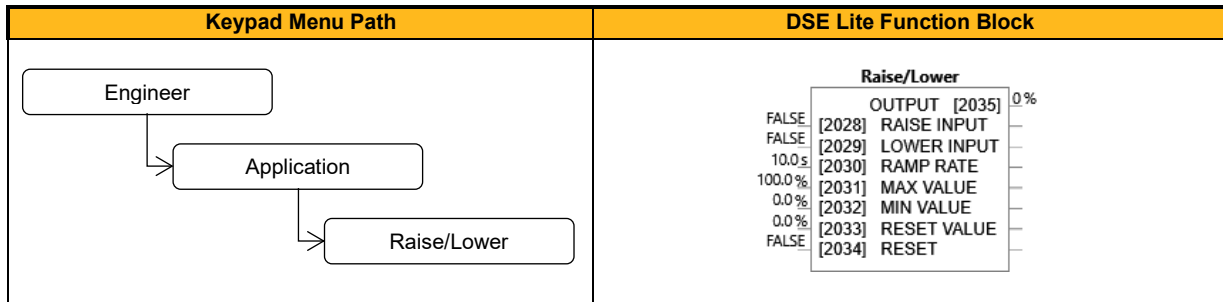 Keypad Menu Path
DSE Lite Function Block
Engineer
Application
Raise/Lower
Raise/Lower
OUTPUT [2035] 0 %
FALSE [2028] RAISE INPUT
FALSE [2029] LOWER INPUT
10.0 s [2030] RAMP RATE
100.0 % [2031] MAX VALUE
0.0 % [2032] MIN VALUE
0.0 % [2033] RESET VALUE
FALSE [2034] RESET